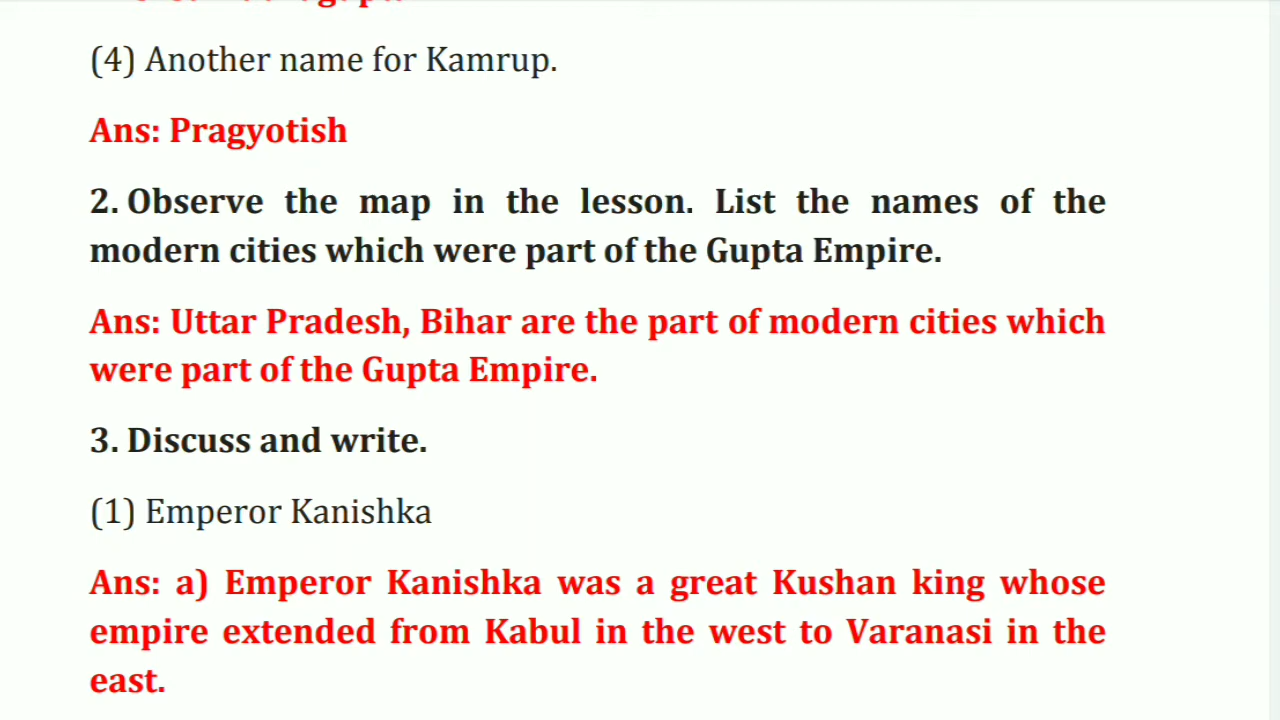 (4) Another name for Kamrup.
Ans: Pragyotish
2. Observe the map in the lesson. List the names of the
modern cities which were part of the Gupta Empire.
Ans: Uttar Pradesh, Bihar are the part of modern cities which
were part of the Gupta Empire.
3. Discuss and write.
(1) Emperor Kanishka
Ans: a) Emperor Kanishka was a great Kushan king whose
empire extended from Kabul in the west to Varanasi in the
east.